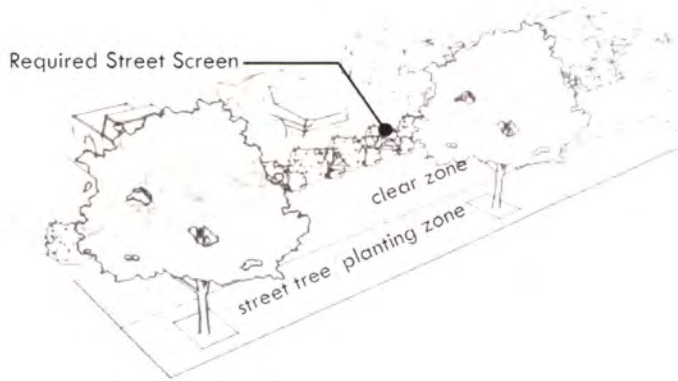 Required Street Screen
clear zone
street tree planting zone